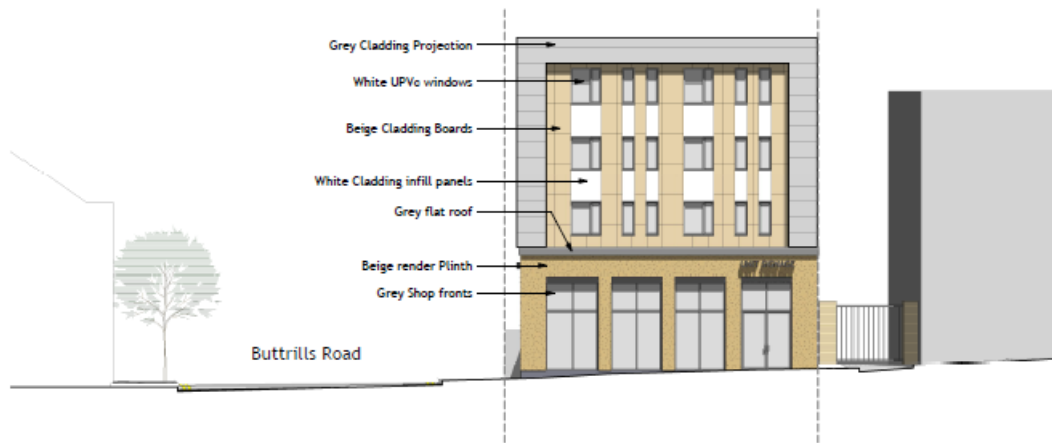 Grey Cladding Projection
White UPVc windows
Beige Cladding Boards
White Cladding infill panels
Grey flat roof
Beige render Plinth
Grey Shop fronts
Buttrills Road